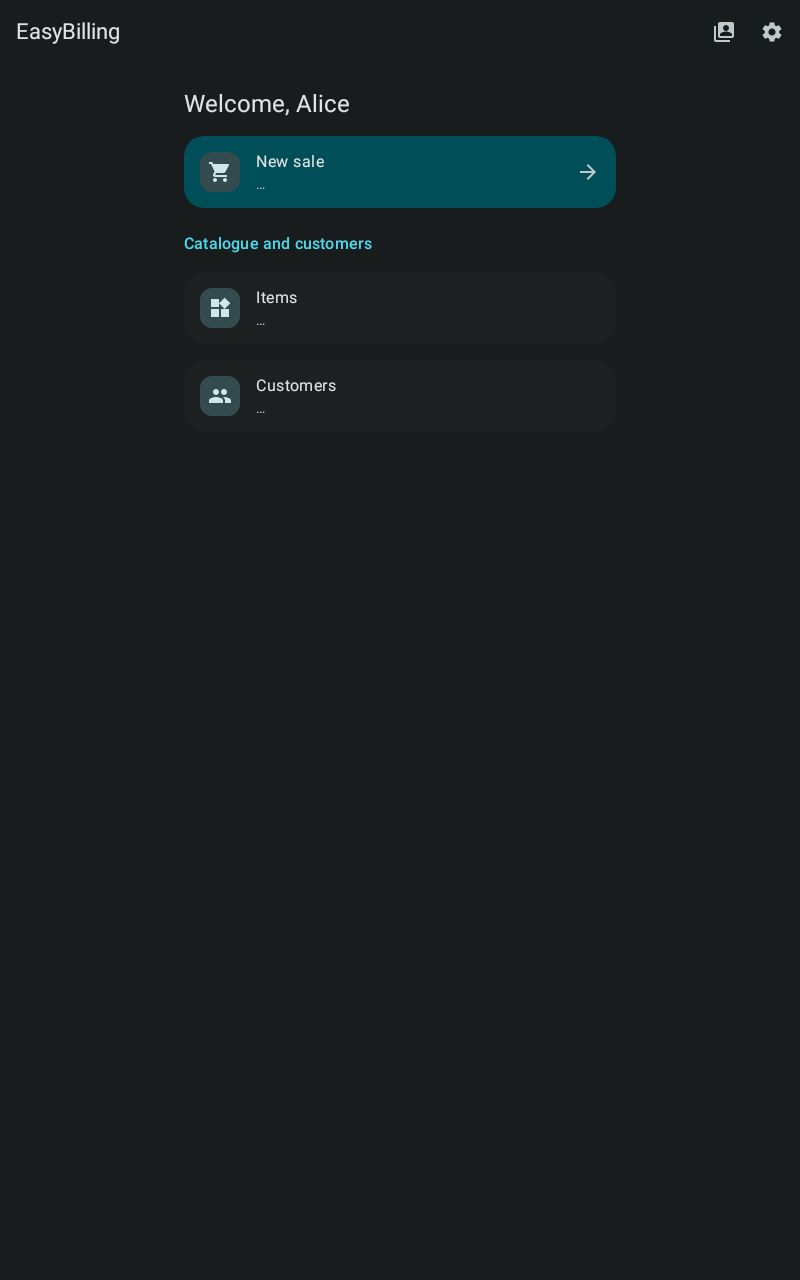 EasyBilling
Welcome, Alice
New sale
...
Catalogue and customers
Items
...
Customers
...